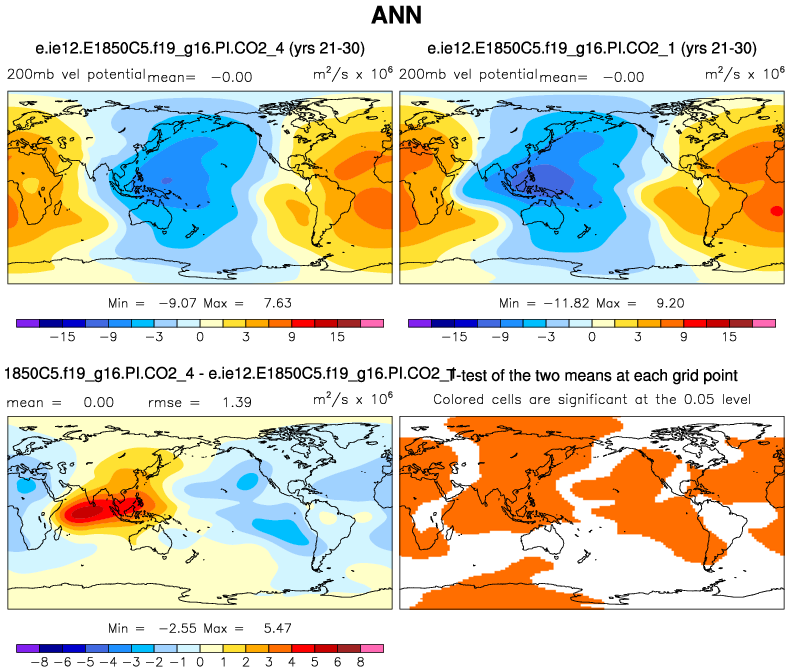 ANN
e.ie12.E1850C5.f19_g16.PI.CO2_4 (yrs 21-30)
e.ie12.E1850C5.f19_g16.PI.CO2_1 (yrs 21-30)
200mb vel potential mean= -0.00 m²/s x 10⁶
200mb vel potential mean= -0.00 m²/s x 10⁶
Min = -9.07 Max = 7.63
Min = -11.82 Max = 9.20
-15 -9 -3 0 3 9 15
-15 -9 -3 0 3 9 15
1850C5.f19_g16.PI.CO2_4 - e.ie12.E1850C5.f19_g16.PI.CO2_1
T-test of the two means at each grid point
mean = 0.00 rmse = 1.39 m²/s x 10⁶
Colored cells are significant at the 0.05 level
Min = -2.55 Max = 5.47
-8 -6 -5 -4 -3 -2 -1 0 1 2 3 4 5 6 8